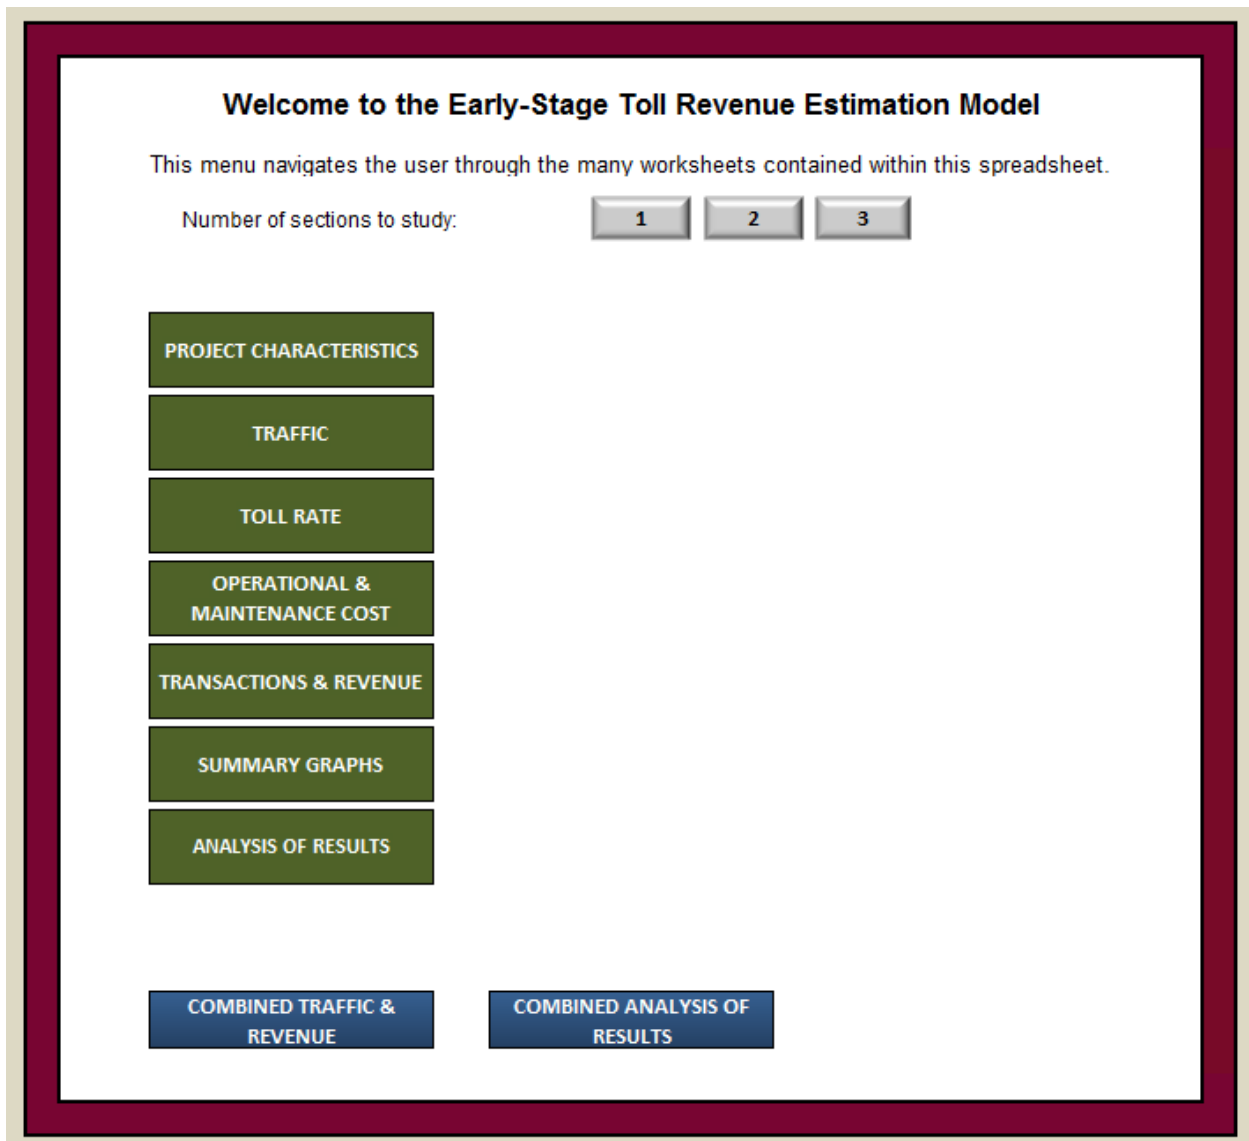 Welcome to the Early-Stage Toll Revenue Estimation Model
This menu navigates the user through the many worksheets contained within this spreadsheet.
Number of sections to study:
1
2
3
PROJECT CHARACTERISTICS
TRAFFIC
TOLL RATE
OPERATIONAL &
MAINTENANCE COST
TRANSACTIONS & REVENUE
SUMMARY GRAPHS
ANALYSIS OF RESULTS
COMBINED TRAFFIC &
REVENUE
COMBINED ANALYSIS OF
RESULTS